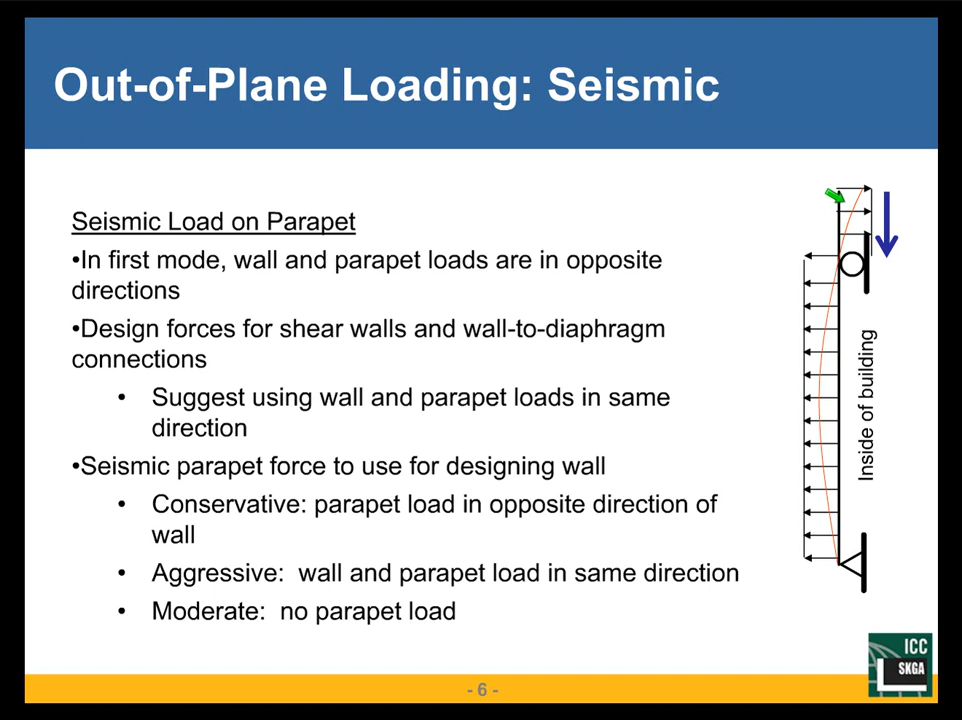 Out-of-Plane Loading: Seismic
Seismic Load on Parapet
•In first mode, wall and parapet loads are in opposite
directions
•Design forces for shear walls and wall-to-diaphragm
connections
• Suggest using wall and parapet loads in same
direction
•Seismic parapet force to use for designing wall
• Conservative: parapet load in opposite direction of
wall
• Aggressive: wall and parapet load in same direction
• Moderate: no parapet load
Inside of building
ICC
SKGA
- 6 -